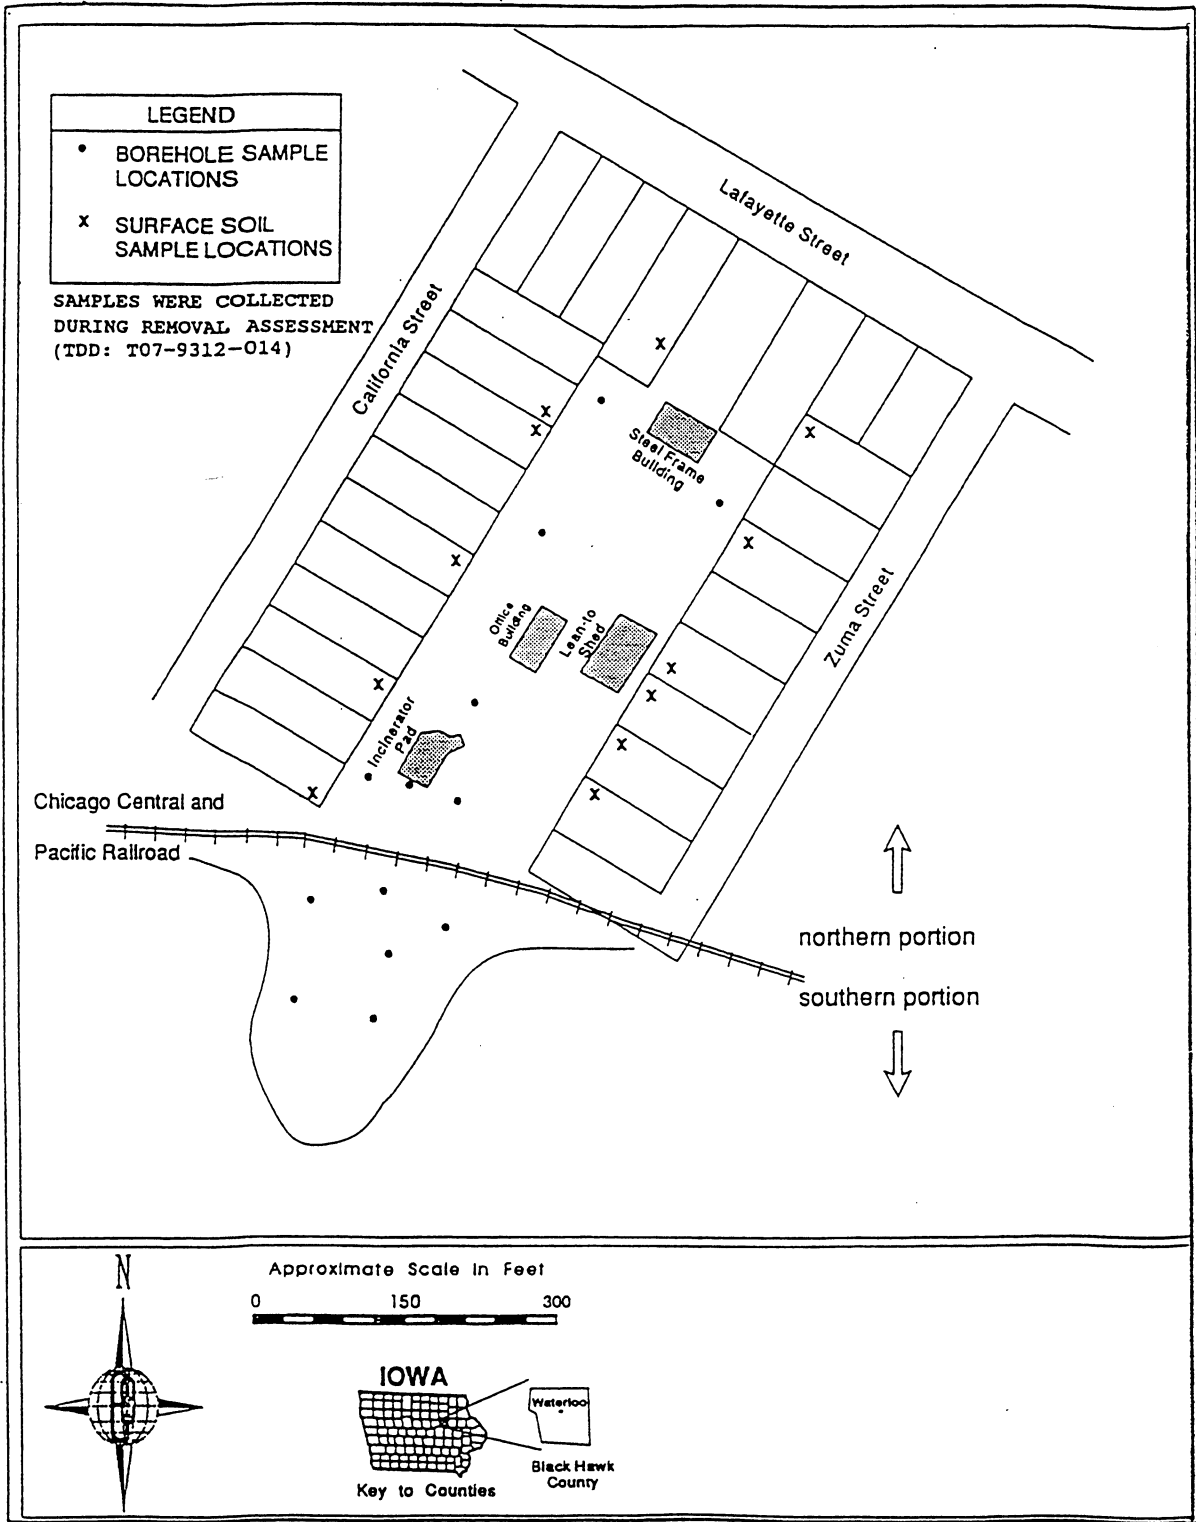 LEGEND
BOREHOLE SAMPLE
LOCATIONS
x SURFACE SOIL
SAMPLE LOCATIONS
SAMPLES WERE COLLECTED
DURING REMOVAL ASSESSMENT
(TDD: T07-9312-014)
Lafayette Street
California Street
Zuma Street
Steel Frame
Building
Office
Building
Lean-to
Shed
Incinerator
Pad
x
x
x
x
x
x
x
x
x
x
x
x
Chicago Central and
Pacific Railroad
northern portion
southern portion
N
Approximate Scale in Feet
0 150 300
IOWA
Waterloo
Black Hawk
County
Key to Counties